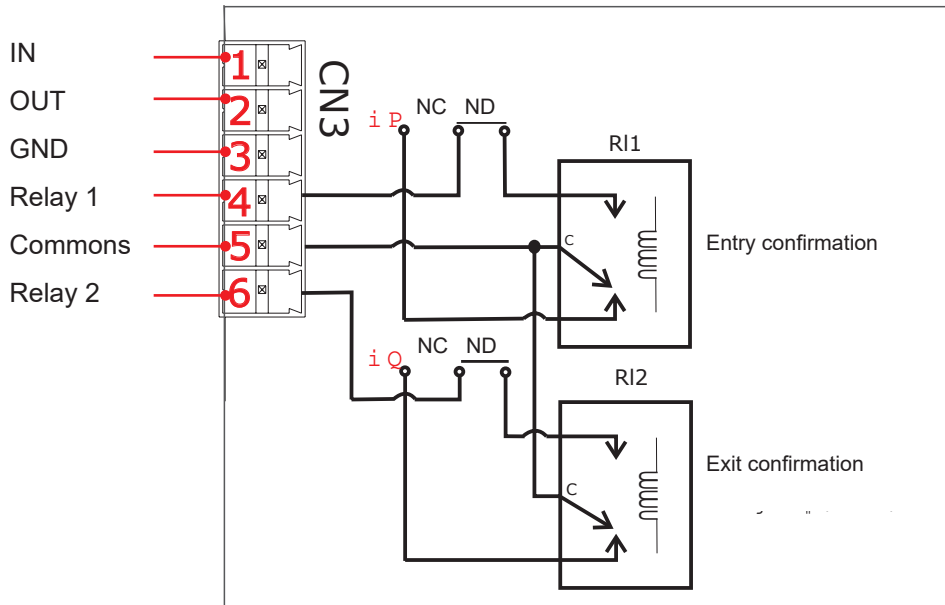 IN
OUT
GND
Relay 1
Commons
Relay 2
1
2
3
4
5
6
CN3
i P
NC
ND
Rl1
C
Entry confirmation
i Q
NC
ND
Rl2
C
Exit confirmation